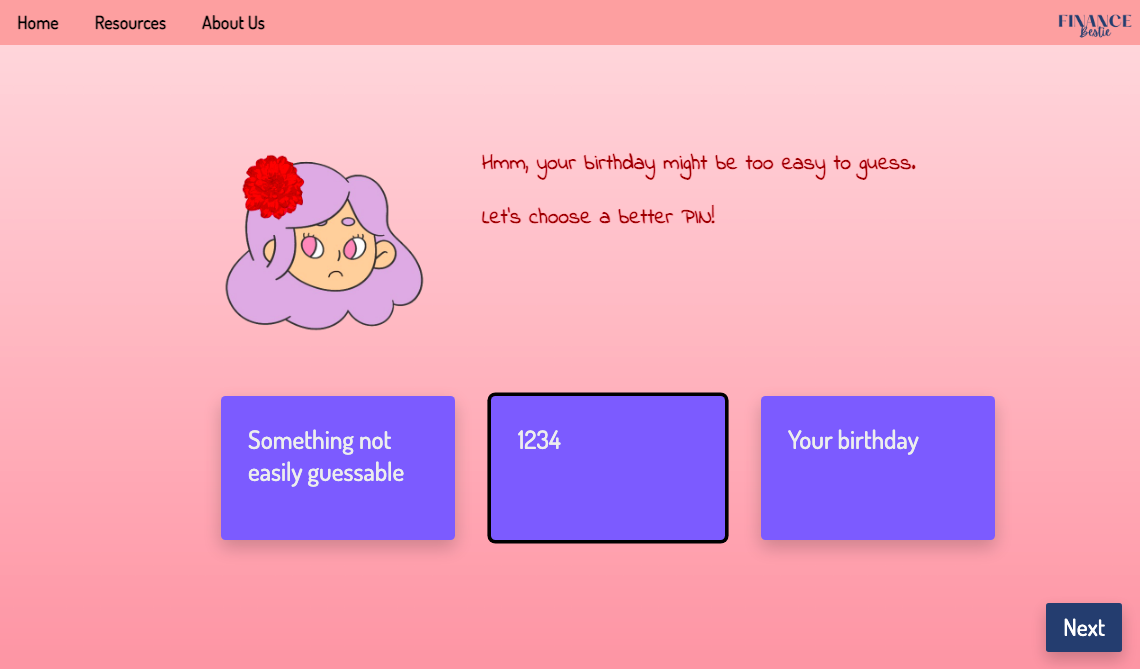 Home Resources About Us
FINANCE
Bestie
Hmm, your birthday might be too easy to guess.
Let's choose a better PIN!
Something not
easily guessable
1234
Your birthday
Next